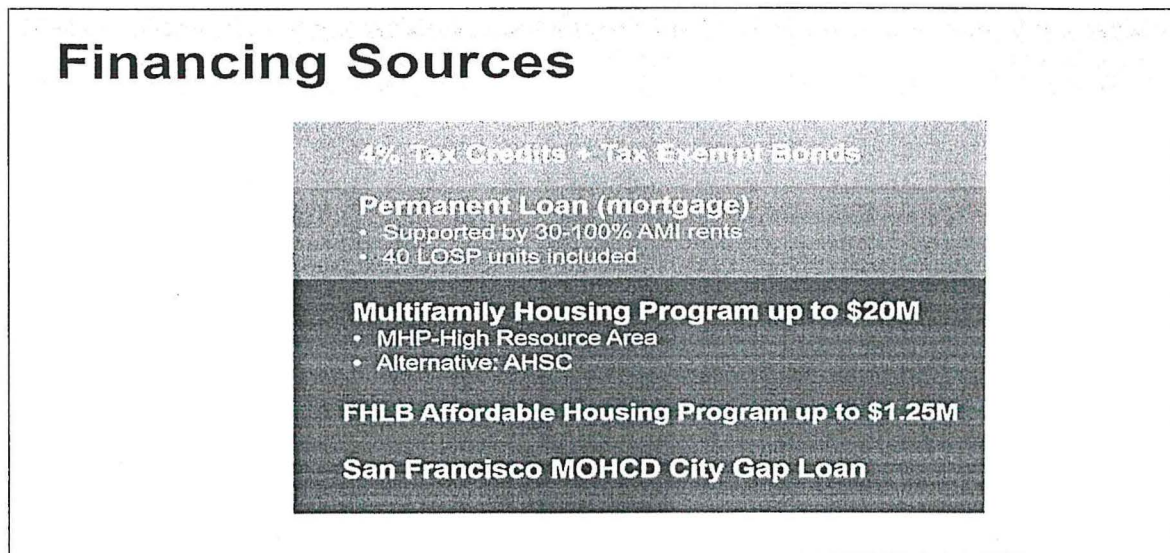 Financing Sources
4% Tax Credits + Tax Exempt Bonds
Permanent Loan (mortgage)
• Supported by 30-100% AMI rents
• 40 LOSP units included
Multifamily Housing Program up to $20M
• MHP-High Resource Area
• Alternative: AHSC
FHLB Affordable Housing Program up to $1.25M
San Francisco MOHCD City Gap Loan